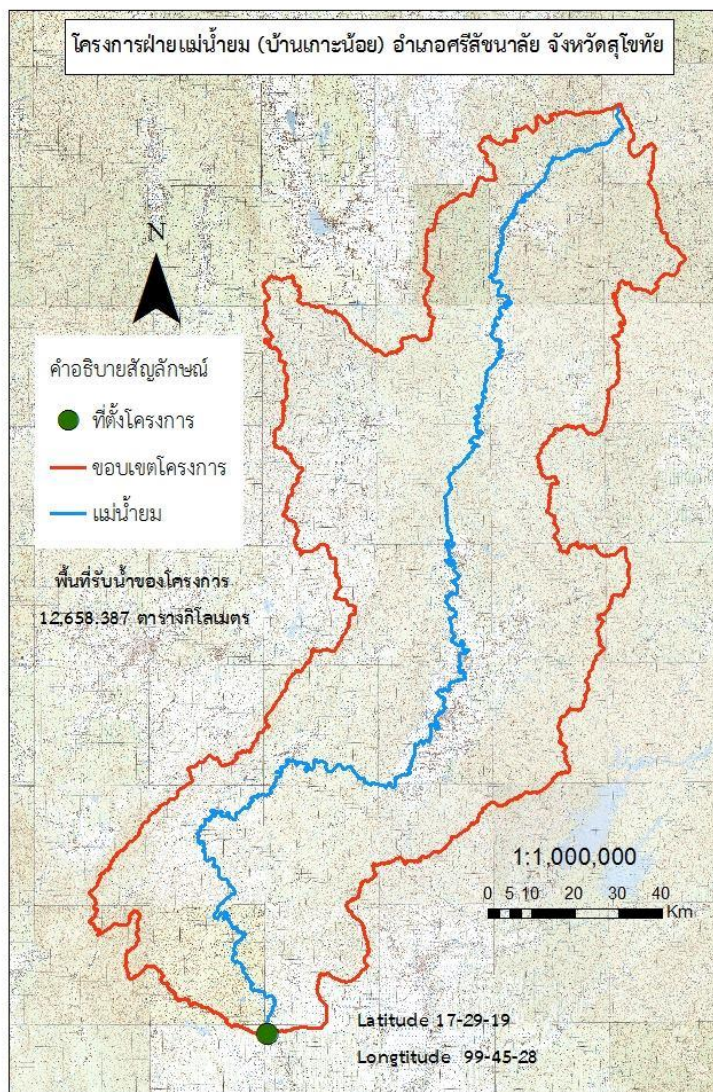 โครงการฝายแม่น้ำยม (บ้านเกาะน้อย) อำเภอศรีสัชนาลัย จังหวัดสุโขทัย
N
คำอธิบายสัญลักษณ์
ที่ตั้งโครงการ
ขอบเขตโครงการ
แม่น้ำยม
พื้นที่รับน้ำของโครงการ
12,658.387 ตารางกิโลเมตร
1:1,000,000
0 5 10 20 30 40
Km
Latitude 17-29-19
Longtitude 99-45-28